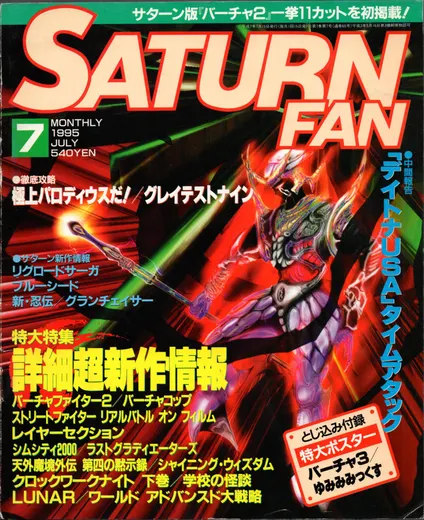 サターン版『バーチャ2』一挙11カットを初掲載!
SATURN
FAN
7
MONTHLY
1995
JULY
540YEN
●徹底攻略
極上パロディウスだ!/グレイテストナイン
●中間報告
『デイトナUSA』タイムアタック
●サターン新作情報
リグロードサーガ
ブルーシード
新・忍伝/グランチェイサー
特大特集
詳細超新作情報
バーチャファイター2/バーチャコップ
ストリートファイター リアルバトル オン フィルム
レイヤーセクション
シムシティ2000/ラストグラディエーターズ
天外魔境外伝 第四の黙示録/シャイニング・ウィズダム
クロックワークナイト 下巻/学校の怪談
LUNAR/ワールド アドバンスド大戦略
とじ込み付録
特大ポスター
バーチャ3/
ゆみみみっくす